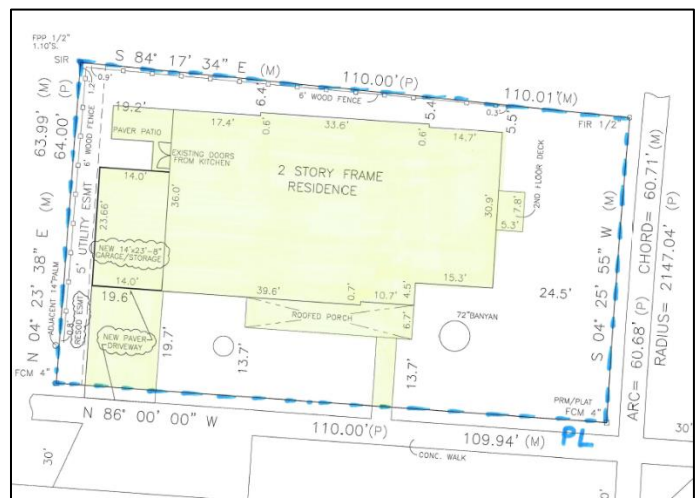 FPP 1/2"
1.10'S.
SIR
S 84° 17' 34" E (M)
110.00'(P)
110.01'(M)
0.9'
1.2'
6' WOOD FENCE
6.4'
5.4'
0.3'
5.5'
FIR 1/2"
63.99' (M)
64.00' (P)
6' WOOD FENCE
19.2'
17.4'
0.6'
33.6'
0.6'
14.7'
PAVER PATIO
EXISTING DOORS
FROM KITCHEN
2 STORY FRAME
RESIDENCE
2ND FLOOR DECK
14.0'
36.0'
30.9'
7.8'
5.3'
23.66'
5' UTILITY ESMT
NEW 14'x23'-8"
GARAGE/STORAGE
N 04° 23' 38" E (M)
ADJACENT 14" PALM
14.0'
39.6'
0.7'
10.7'
4.5'
15.3'
24.5'
19.6'
ROOFED PORCH
6.7'
72" BANYAN
0.8'
NEW PAVER
DRIVEWAY
19.7'
13.7'
13.7'
S 04° 25' 55" W (M)
ARC= 60.68' (P) CHORD= 60.71' (M)
RADIUS= 2147.04' (P)
FCM 4"
PRM/PLAT
FCM 4"
N 86° 00' 00" W
110.00'(P)
109.94' (M)
PL
CONC. WALK
30'
30'